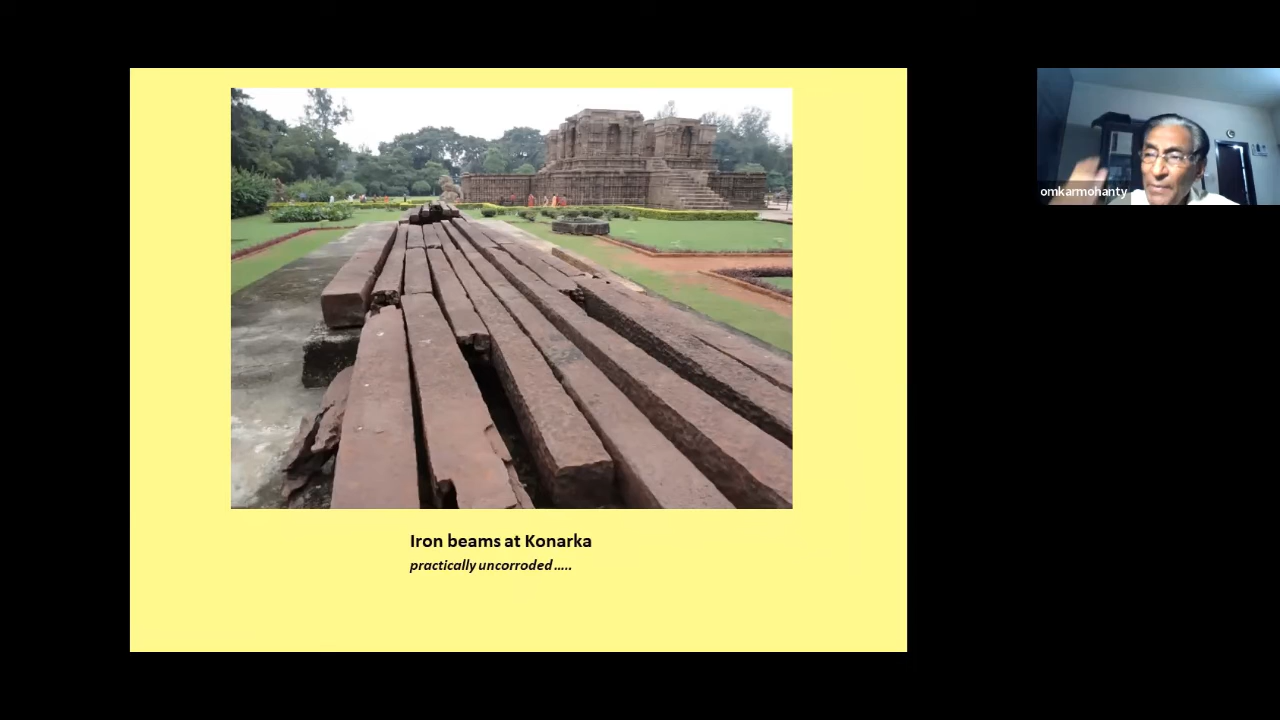 omkarmohanty
Iron beams at Konarka
practically uncorroded .....